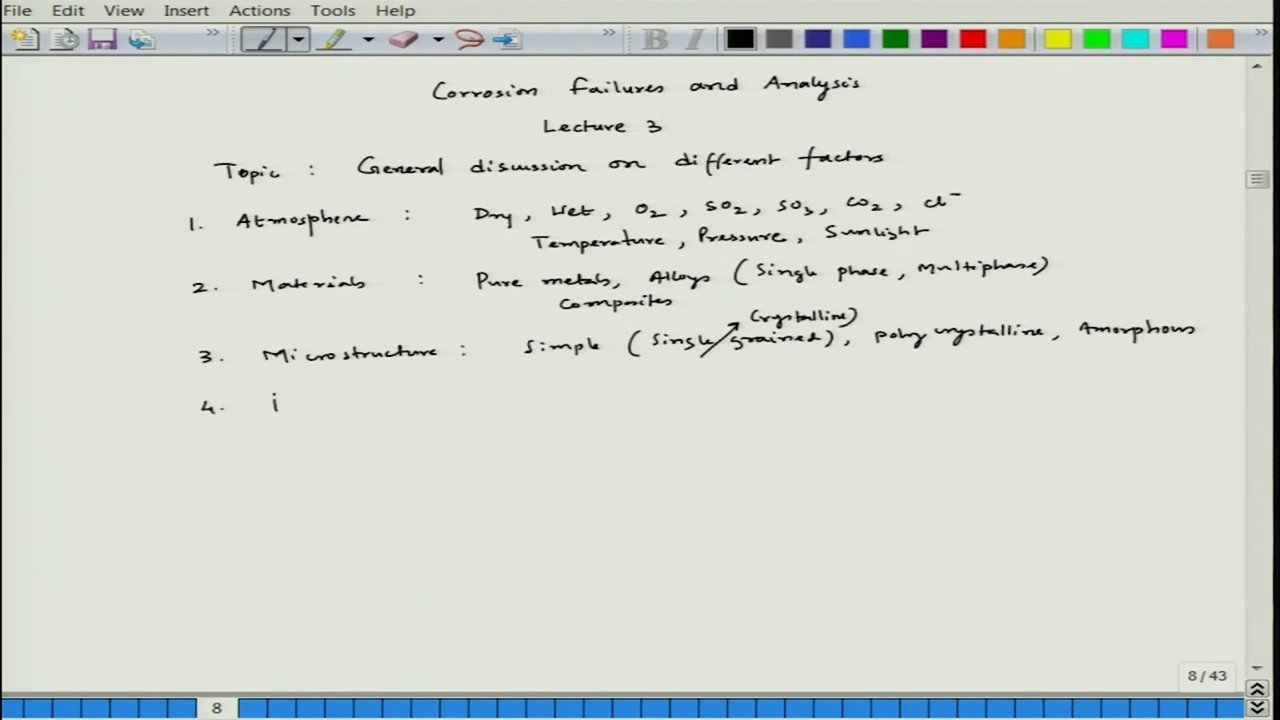 File Edit View Insert Actions Tools Help
B I
Corrosion Failures and Analysis
Lecture 3
Topic : General discussion on different factors
1. Atmosphere : Dry, Wet, O2, SO2, SO3, CO2, Cl-
Temperature, Pressure, Sunlight
2. Materials : Pure metals, Alloys (Single phase, Multiphase)
Composites
Crystalline)
3. Microstructure : Simple (Single grained), poly crystalline, Amorphous
4. i
8 / 43
8